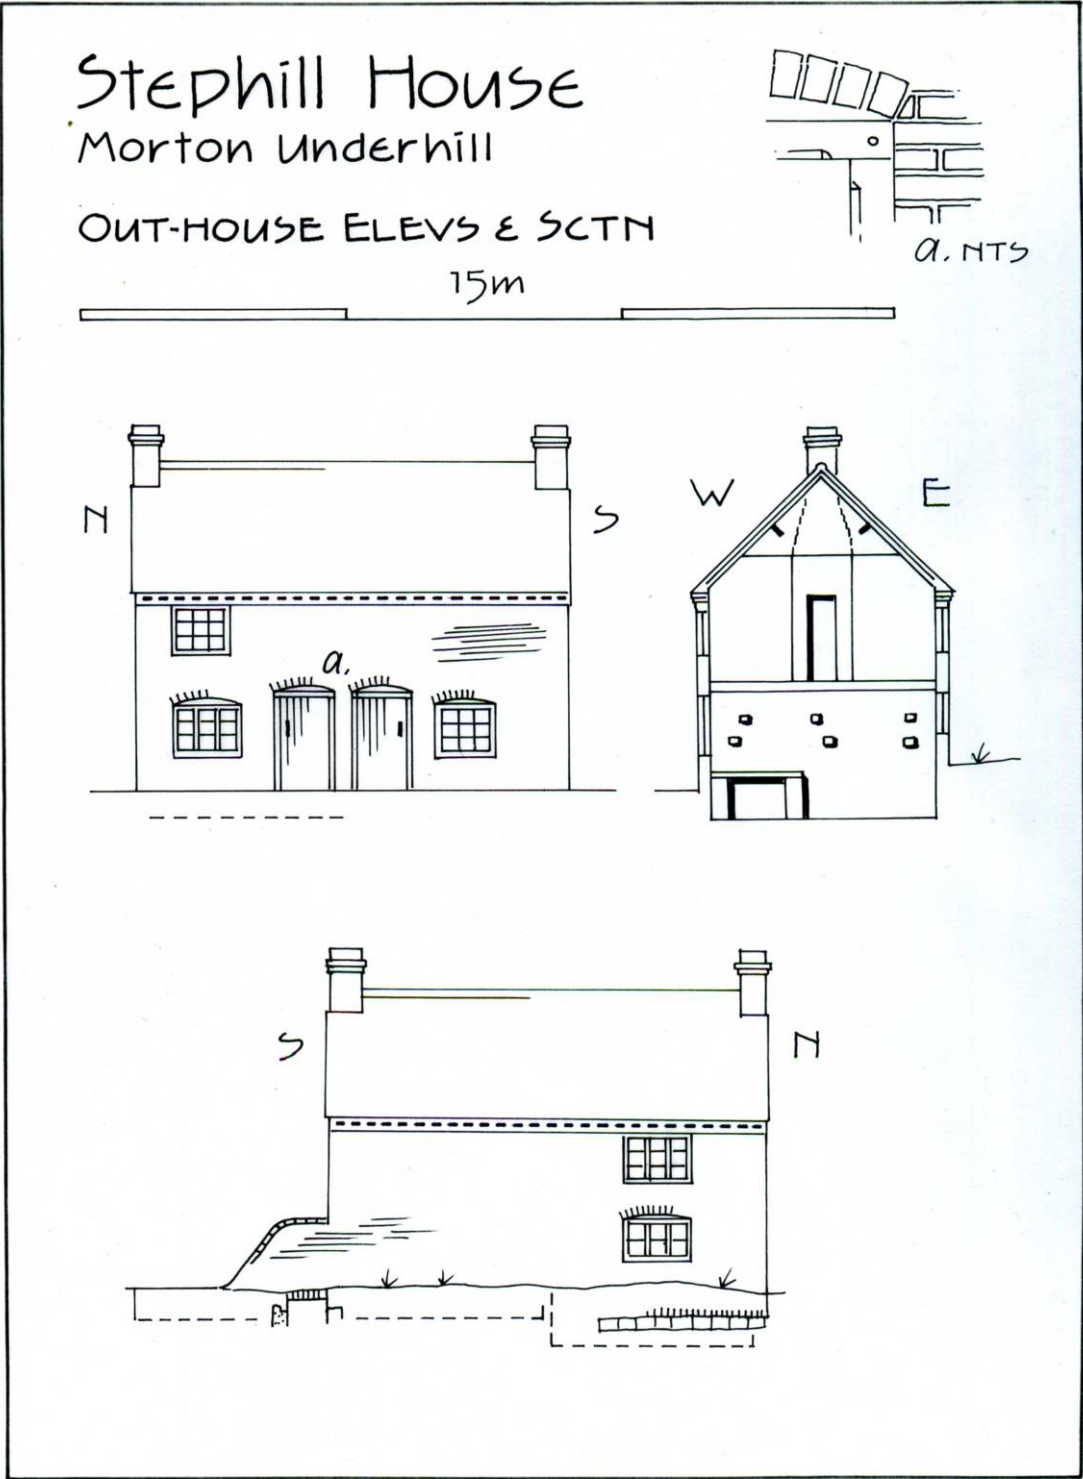 Stephill House
Morton Underhill
OUT-HOUSE ELEVS & SCTN
a. NTS
15m
N
S
W
E
a.
S
N